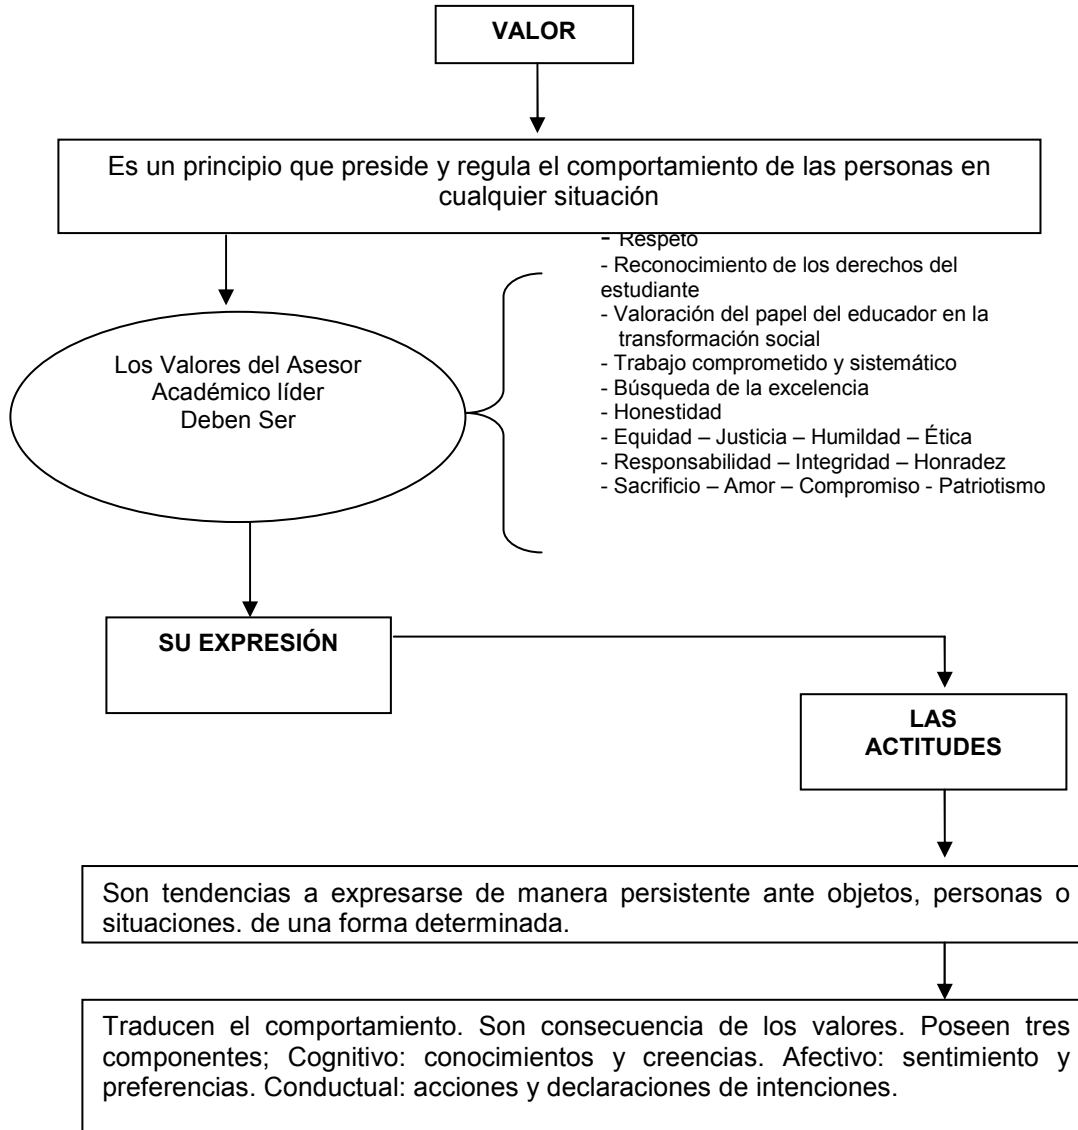 VALOR
Es un principio que preside y regula el comportamiento de las personas en
cualquier situación
- Respeto
- Reconocimiento de los derechos del
estudiante
- Valoración del papel del educador en la
transformación social
- Trabajo comprometido y sistemático
- Búsqueda de la excelencia
- Honestidad
- Equidad – Justicia – Humildad – Ética
- Responsabilidad – Integridad – Honradez
- Sacrificio – Amor – Compromiso - Patriotismo
Los Valores del Asesor
Académico líder
Deben Ser
SU EXPRESIÓN
LAS
ACTITUDES
Son tendencias a expresarse de manera persistente ante objetos, personas o
situaciones. de una forma determinada.
Traducen el comportamiento. Son consecuencia de los valores. Poseen tres
componentes; Cognitivo: conocimientos y creencias. Afectivo: sentimiento y
preferencias. Conductual: acciones y declaraciones de intenciones.